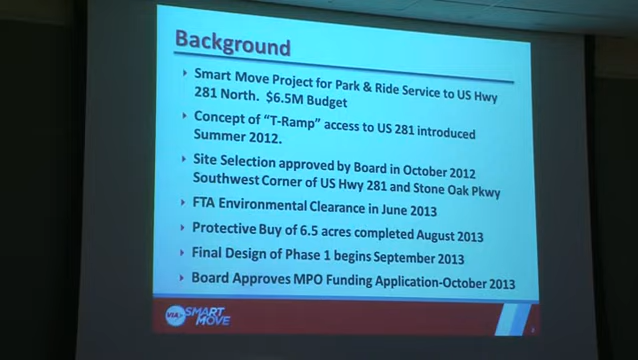 Background
Smart Move Project for Park & Ride Service to US Hwy
281 North. $6.5M Budget
Concept of “T-Ramp” access to US 281 introduced
Summer 2012.
Site Selection approved by Board in October 2012
Southwest Corner of US Hwy 281 and Stone Oak Pkwy
FTA Environmental Clearance in June 2013
Protective Buy of 6.5 acres completed August 2013
Final Design of Phase 1 begins September 2013
Board Approves MPO Funding Application-October 2013
VIA SMART
MOVE